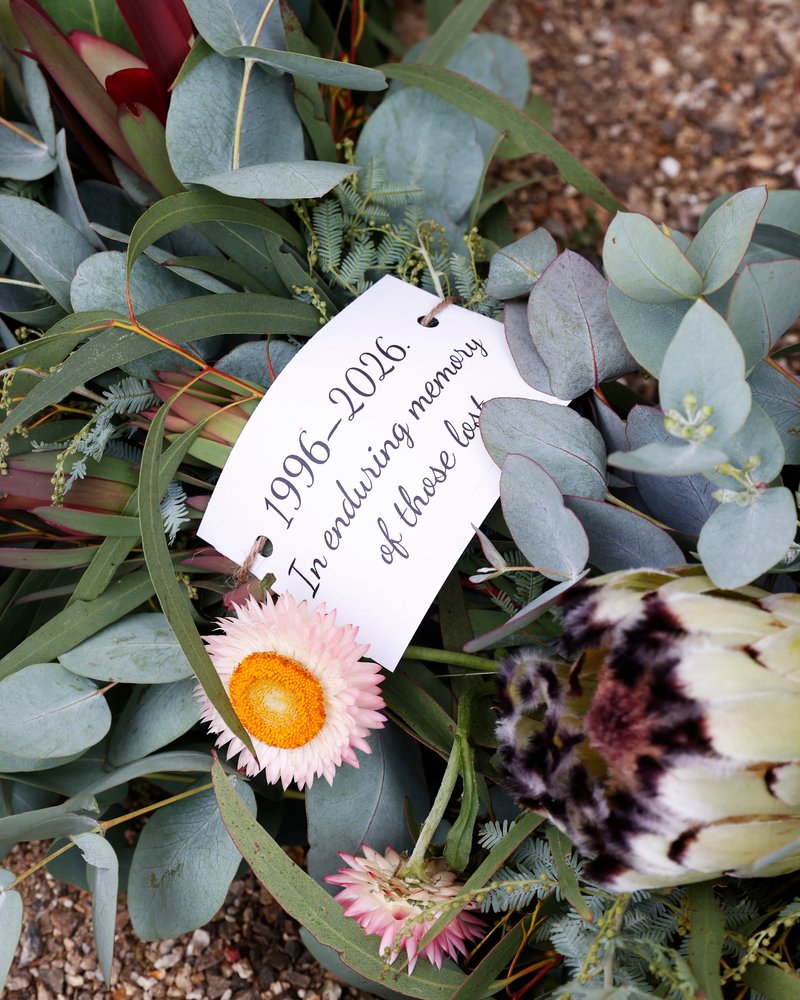 1996–2026.
In enduring memory
of those lost